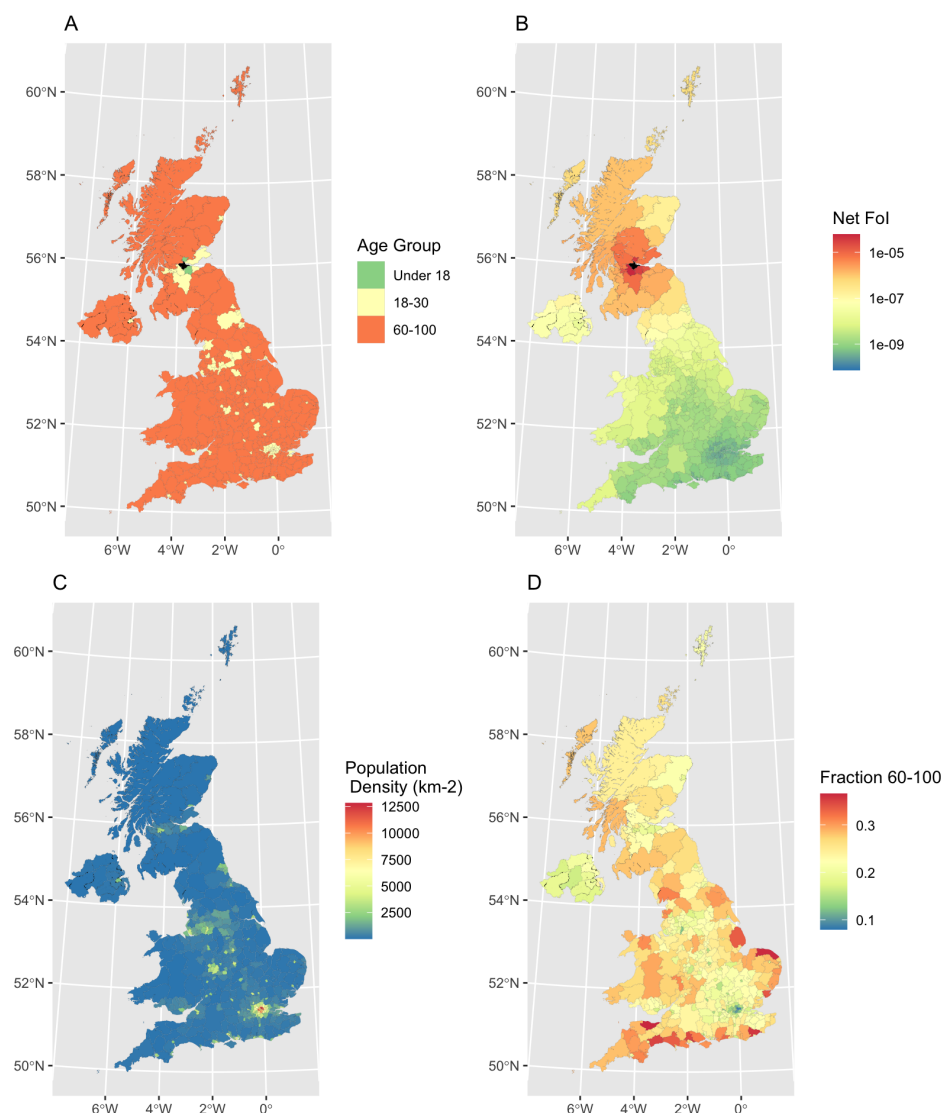 A
60°N
58°N
56°N
54°N
52°N
50°N
6°W
4°W
2°W
0°
Age Group
Under 18
18-30
60-100
B
60°N
58°N
56°N
54°N
52°N
50°N
6°W
4°W
2°W
0°
Net FoI
1e-05
1e-07
1e-09
C
60°N
58°N
56°N
54°N
52°N
50°N
6°W
4°W
2°W
0°
Population
Density (km-2)
12500
10000
7500
5000
2500
D
60°N
58°N
56°N
54°N
52°N
50°N
6°W
4°W
2°W
0°
Fraction 60-100
0.3
0.2
0.1